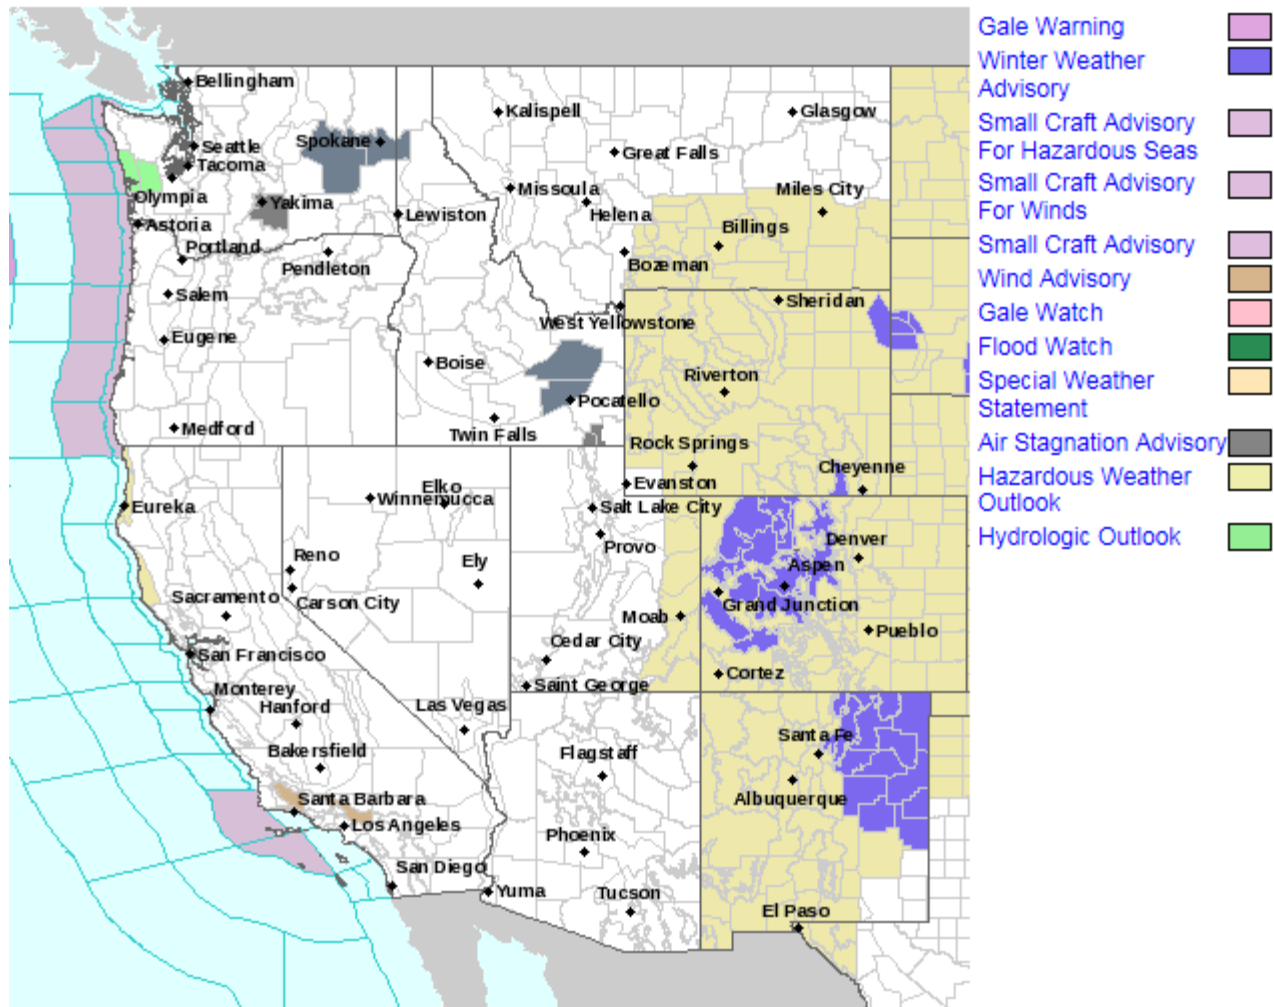 Gale Warning
Winter Weather
Advisory
Small Craft Advisory
For Hazardous Seas
Small Craft Advisory
For Winds
Small Craft Advisory
Wind Advisory
Gale Watch
Flood Watch
Special Weather
Statement
Air Stagnation Advisory
Hazardous Weather
Outlook
Hydrologic Outlook
Bellingham
Kalispell
Glasgow
Seattle
Spokane
Great Falls
Tacoma
Olympia
Yakima
Missoula
Miles City
Lewiston
Helena
Astoria
Billings
Portland
Pendleton
Bozeman
Salem
Sheridan
West Yellowstone
Eugene
Boise
Riverton
Pocatello
Medford
Twin Falls
Rock Springs
Cheyenne
Elko
Evanston
Winnemucca
Eureka
Salt Lake City
Provo
Denver
Reno
Ely
Aspen
Sacramento
Carson City
Grand Junction
Moab
Pueblo
San Francisco
Cedar City
Cortez
Saint George
Monterey
Hanford
Las Vegas
Bakersfield
Flagstaff
Santa Fe
Santa Barbara
Albuquerque
Los Angeles
Phoenix
San Diego
Yuma
Tucson
El Paso